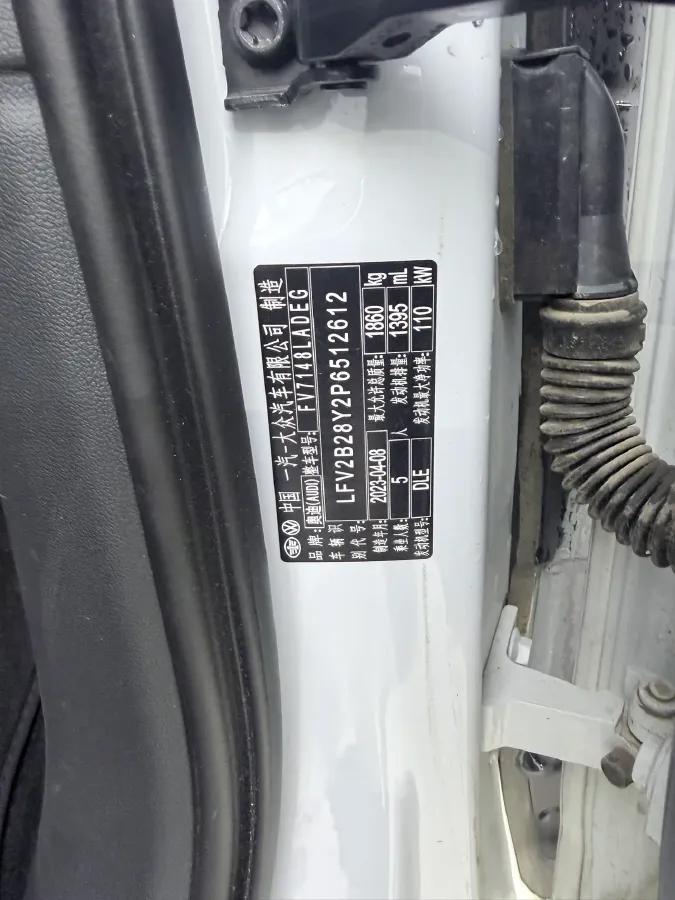 中国 一汽-大众汽车有限公司 制造
品牌: 奥迪(AUDI) 整车型号: FV7148LADEG
车辆识别代号: LFV2B28Y2P6512612
制造年月: 2023-04-08 最大允许总质量: 1860 kg
乘坐人数: 5 人 发动机排量: 1395 mL
发动机型号: DLE 发动机最大净功率: 110 kW